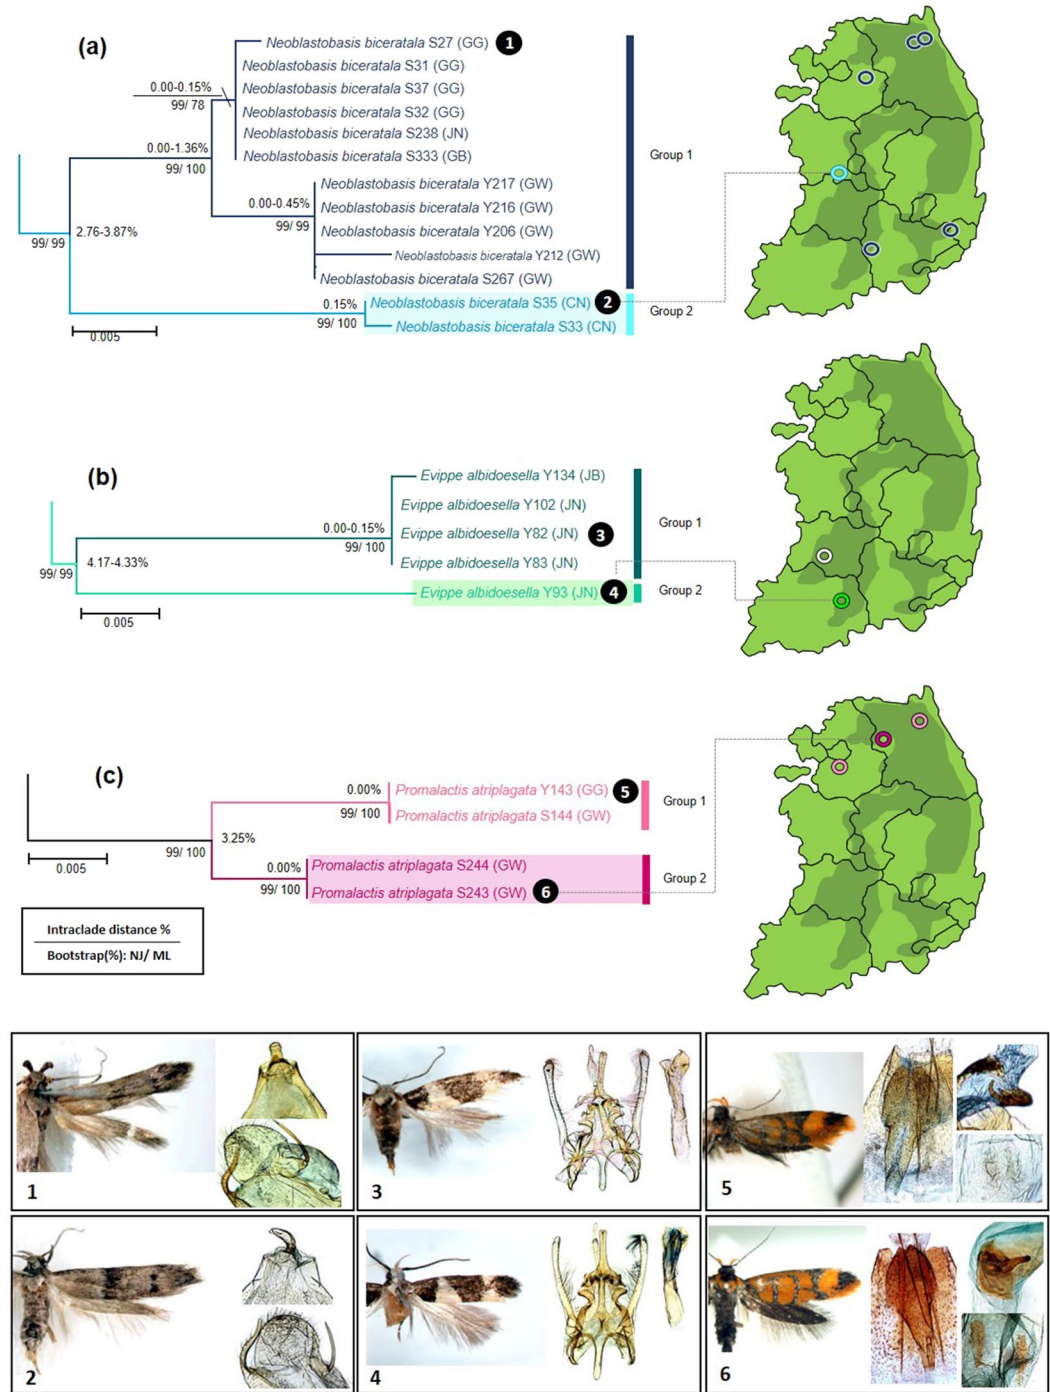 (a)
Neoblastobasis biceratala S27 (GG) 1
Neoblastobasis biceratala S31 (GG)
0.00-0.15%
Neoblastobasis biceratala S37 (GG)
99/ 78
Neoblastobasis biceratala S32 (GG)
Neoblastobasis biceratala S238 (JN)
0.00-1.36%
Neoblastobasis biceratala S333 (GB)
Group 1
99/ 100
Neoblastobasis biceratala Y217 (GW)
0.00-0.45%
Neoblastobasis biceratala Y216 (GW)
99/ 99
Neoblastobasis biceratala Y206 (GW)
2.76-3.87%
99/ 99
Neoblastobasis biceratala Y212 (GW)
Neoblastobasis biceratala S267 (GW)
0.15%
Neoblastobasis biceratala S35 (CN) 2
Group 2
99/ 100
Neoblastobasis biceratala S33 (CN)
0.005
(b)
Evippe albidoesella Y134 (JB)
Evippe albidoesella Y102 (JN)
0.00-0.15%
Group 1
Evippe albidoesella Y82 (JN) 3
99/ 100
Evippe albidoesella Y83 (JN)
4.17-4.33%
99/ 99
Evippe albidoesella Y93 (JN) 4
Group 2
0.005
(c)
0.00%
Promalactis atriplagata Y143 (GG) 5
Group 1
99/ 100
Promalactis atriplagata S144 (GW)
3.25%
99/ 100
0.005
0.00%
Promalactis atriplagata S244 (GW)
Group 2
99/ 100
Promalactis atriplagata S243 (GW) 6
Intraclade distance %
Bootstrap(%): NJ/ ML
1
3
5
2
4
6